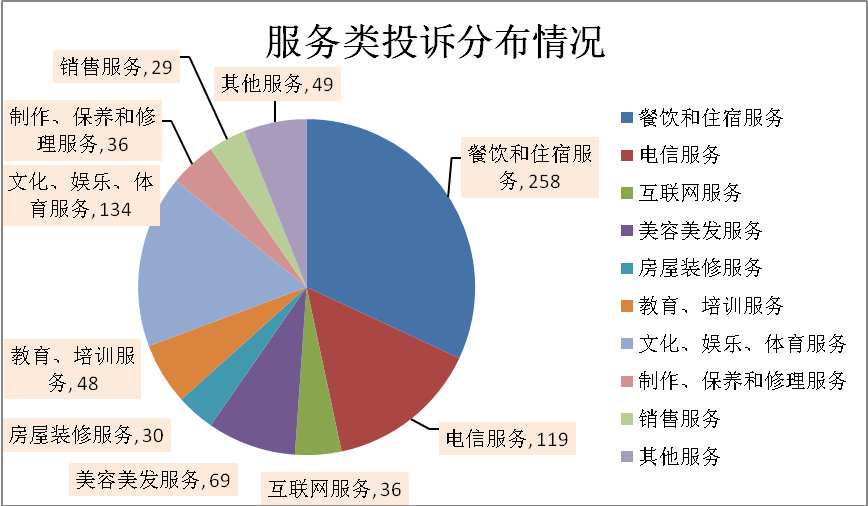 服务类投诉分布情况
销售服务,29
其他服务,49
制作、保养和修
理服务,36
文化、娱乐、体
育服务,134
餐饮和住宿服
务,258
教育、培训服
务,48
房屋装修服务,30
美容美发服务,69
互联网服务,36
电信服务,119
餐饮和住宿服务
电信服务
互联网服务
美容美发服务
房屋装修服务
教育、培训服务
文化、娱乐、体育服务
制作、保养和修理服务
销售服务
其他服务